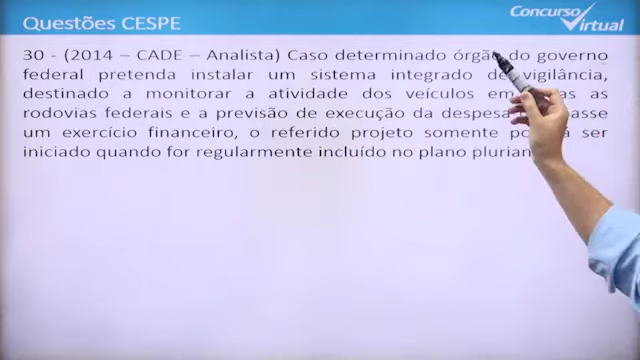 Questões CESPE
Concurso Virtual
30 - (2014 – CADE – Analista) Caso determinado órgão do governo
federal pretenda instalar um sistema integrado de vigilância,
destinado a monitorar a atividade dos veículos em as
rodovias federais e a previsão de execução da despesa
um exercício financeiro, o referido projeto somente ser
iniciado quando for regularmente incluído no plano